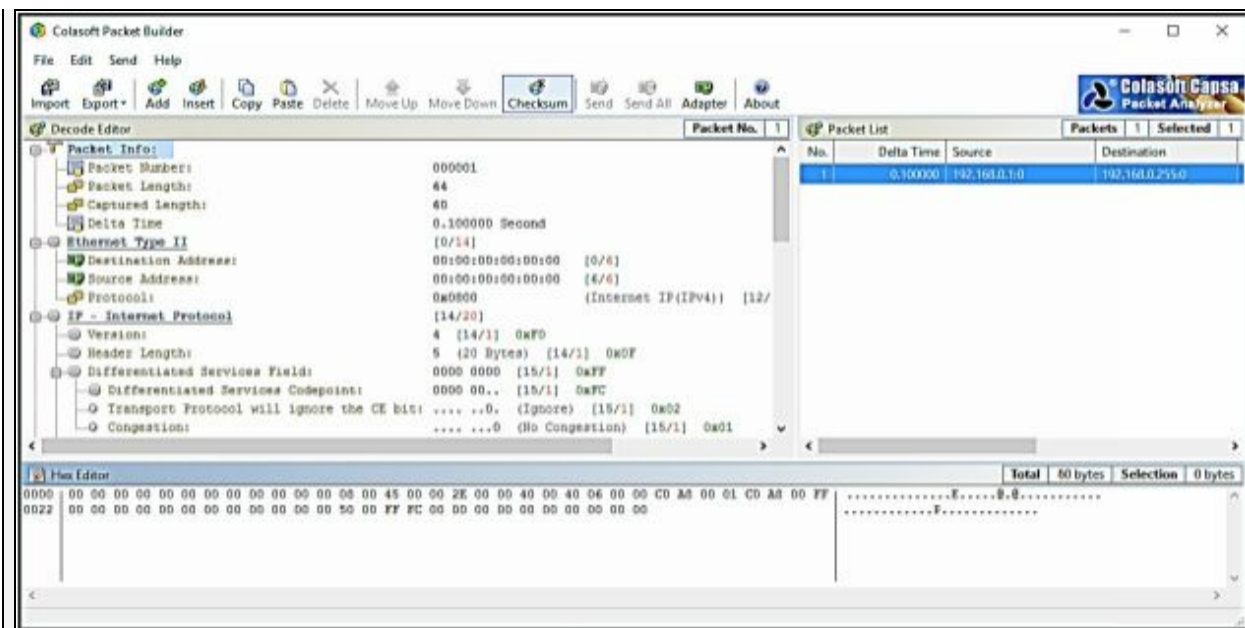 Colasoft Packet Builder
File Edit Send Help
Import Export Add Insert Copy Paste Delete Move Up Move Down Checksum Send Send All Adapter About
Colasoft Capsa
Packet Analyzer
Decode Editor Packet No. 1
Packet Info:
Packet Number: 000001
Packet Length: 64
Captured Length: 60
Delta Time 0.100000 Second
Ethernet Type II [0/14]
Destination Address: 00:00:00:00:00:00 [0/6]
Source Address: 00:00:00:00:00:00 [6/6]
Protocol: 0x0800 (Internet IP(IPv4)) [12/
IP - Internet Protocol [14/20]
Version: 4 [14/1] 0xF0
Header Length: 5 (20 Bytes) [14/1] 0x0F
Differentiated Services Field: 0000 0000 [15/1] 0xFF
Differentiated Services Codepoint: 0000 00.. [15/1] 0xFC
Transport Protocol will ignore the CE bit: .... ..0. (Ignore) [15/1] 0x02
Congestion: .... ...0 (No Congestion) [15/1] 0x01
Packet List Packets 1 Selected 1
No. Delta Time Source Destination
1 0.100000 192.168.0.1:0 192.168.0.255:0
Hex Editor Total 60 bytes Selection 0 bytes
0000 00 00 00 00 00 00 00 00 00 00 00 00 08 00 45 00 00 2E 00 00 40 00 40 06 00 00 C0 A8 00 01 C0 A8 00 FF ..............E.....@.@...........
0022 00 00 00 00 00 00 00 00 00 00 00 00 50 00 FF FC 00 00 00 00 00 00 00 00 00 00 ............P.............